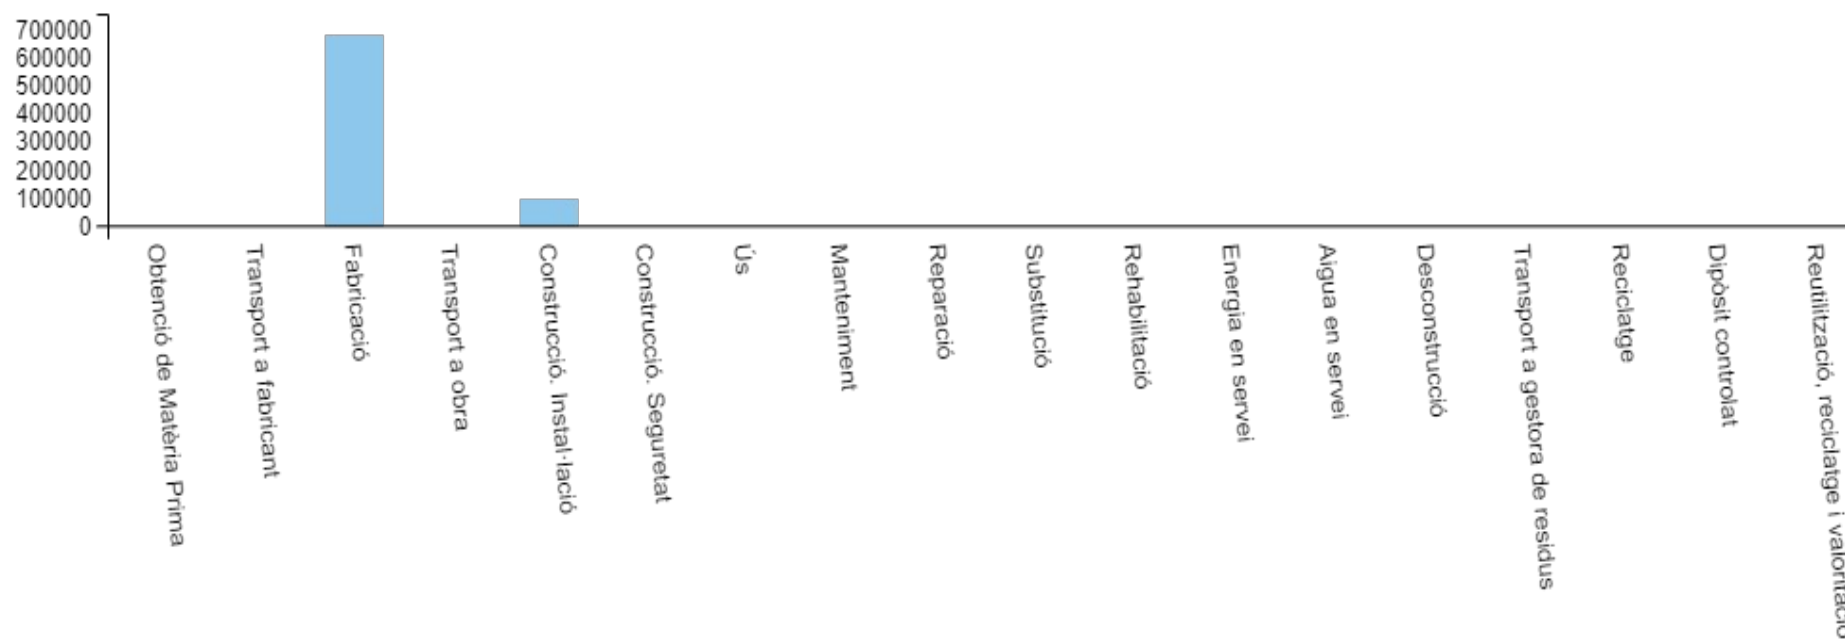 700000
600000
500000
400000
300000
200000
100000
0
Obtenció de Matèria Prima
Transport a fabricant
Fabricació
Transport a obra
Construcció. Instal·lació
Construcció. Seguretat
Ús
Manteniment
Reparació
Substitució
Rehabilitació
Energia en servei
Aigua en servei
Desconstrucció
Transport a gestora de residus
Reciclatge
Dipòsit controlat
Reutilització, reciclatge i valorització